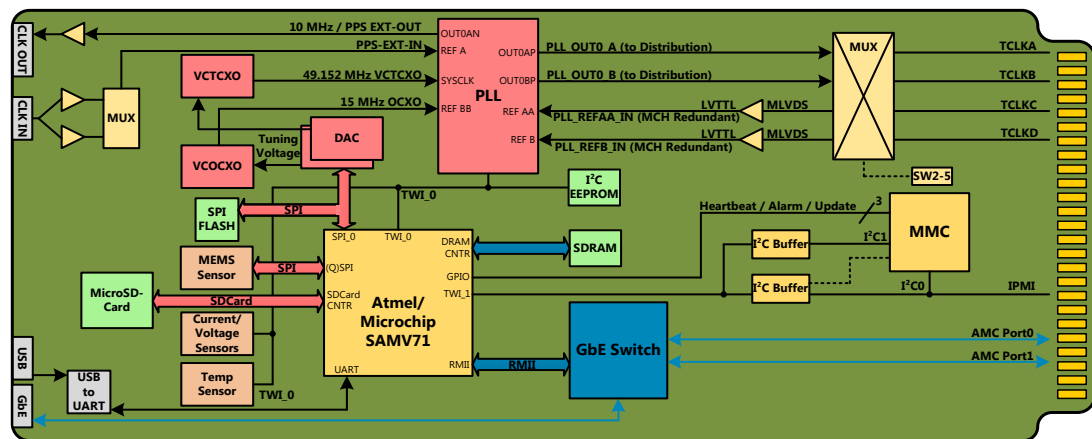 CLK OUT
10 MHz / PPS EXT-OUT
PPS-EXT-IN
OUT0AN
REF A
SYSCLK
REF BB
OUT0AP
OUT0BP
REF AA
REF B
PLL
PLL_OUT0_A (to Distribution)
PLL_OUT0_B (to Distribution)
LVTTL
MLVDS
PLL_REFAA_IN (MCH Redundant)
LVTTL
MLVDS
PLL_REFB_IN (MCH Redundant)
MUX
TCLKA
TCLKB
TCLKC
TCLKD
SW2-5
CLK IN
MUX
VCTCXO
49.152 MHz VCTCXO
15 MHz OCXO
VCOCXO
Tuning
Voltage
DAC
TWI_0
I²C
EEPROM
SPI
FLASH
SPI
SPI_0
TWI_0
DRAM
CNTR
GPIO
TWI_1
RMII
UART
(Q)SPI
SDCard
CNTR
Atmel/
Microchip
SAMV71
SDRAM
Heartbeat / Alarm / Update
3
MMC
I²C Buffer
I²C1
I²C Buffer
I²C0
IPMI
MEMS
Sensor
SPI
MicroSD-
Card
SDCard
Current/
Voltage
Sensors
Temp
Sensor
TWI_0
RMII
GbE Switch
AMC Port0
AMC Port1
USB
USB
to
UART
GbE